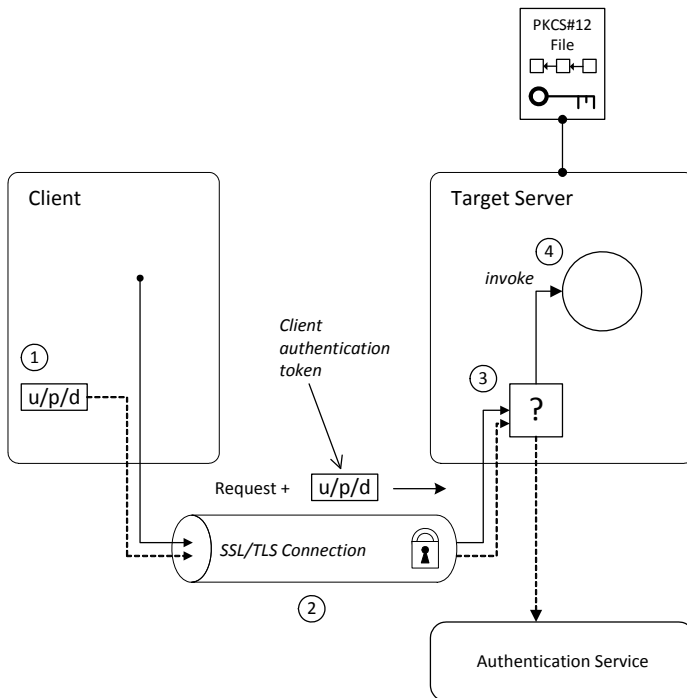 PKCS#12
File
Client
Target Server
4
invoke
Client
authentication
token
1
3
u/p/d
?
Request +
u/p/d
SSL/TLS Connection
2
Authentication Service